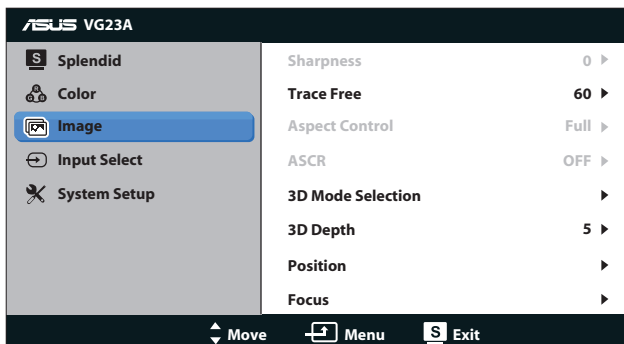 ASUS VG23A
S Splendid
Color
Image
Input Select
System Setup
Sharpness 0
Trace Free 60
Aspect Control Full
ASCR OFF
3D Mode Selection
3D Depth 5
Position
Focus
Move Menu S Exit